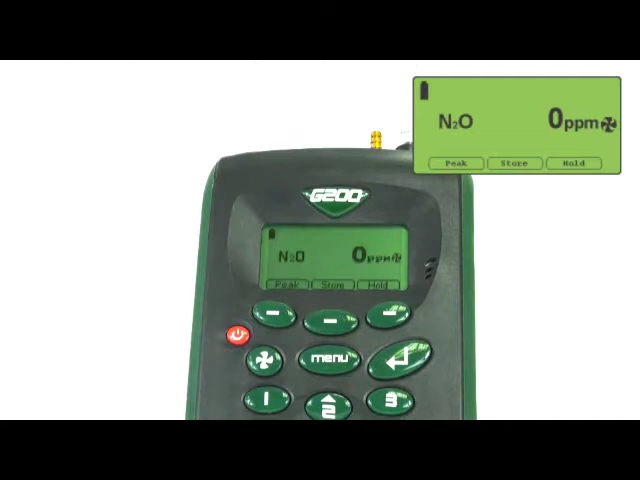 N₂O 0ppm
Peak Store Hold
G200
N₂O 0ppm
Peak Store Hold
menu
1 2 3